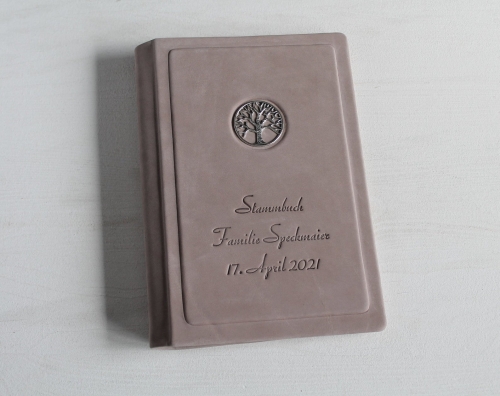 Stammbuch
Familie Speckmaier
17. April 2021